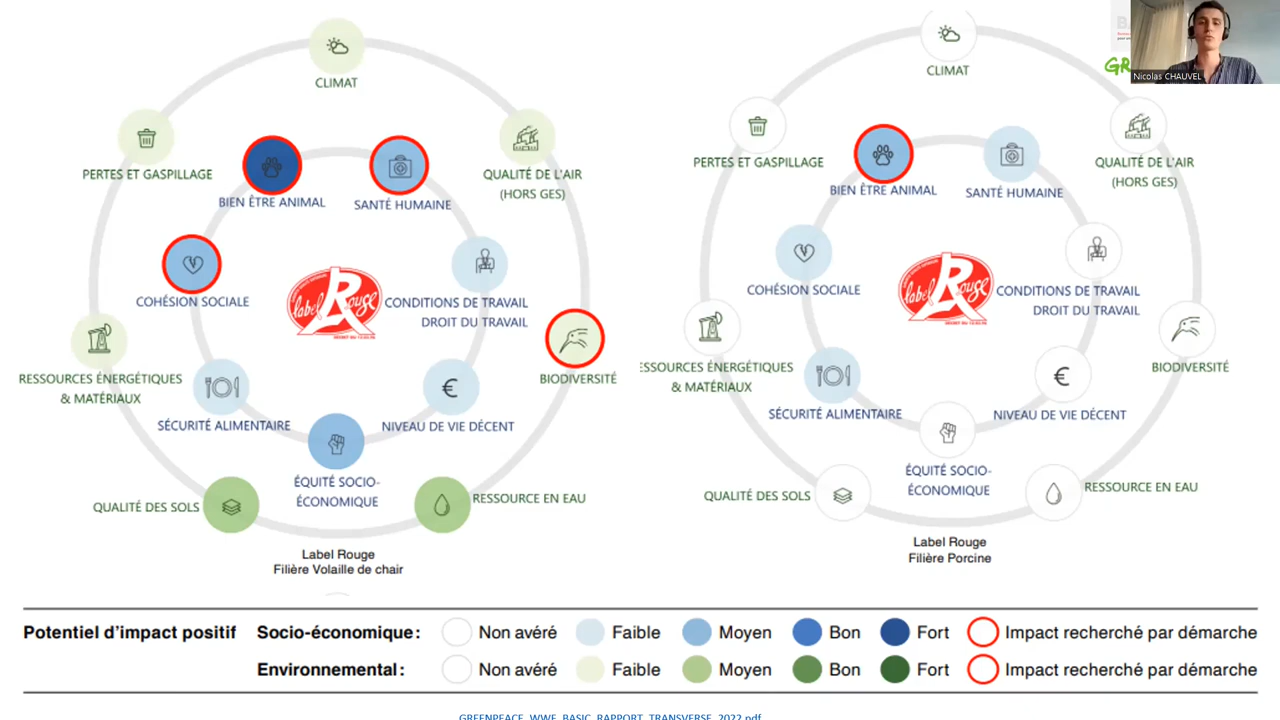 CLIMAT
PERTES ET GASPILLAGE
QUALITÉ DE L'AIR
(HORS GES)
BIEN ÊTRE ANIMAL
SANTÉ HUMAINE
COHÉSION SOCIALE
label Rouge
CONDITIONS DE TRAVAIL
DROIT DU TRAVAIL
RESSOURCES ÉNERGÉTIQUES
& MATÉRIAUX
BIODIVERSITÉ
SÉCURITÉ ALIMENTAIRE
€
NIVEAU DE VIE DÉCENT
ÉQUITÉ SOCIO-
ÉCONOMIQUE
QUALITÉ DES SOLS
RESSOURCE EN EAU
Label Rouge
Filière Volaille de chair
CLIMAT
PERTES ET GASPILLAGE
QUALITÉ DE L'AIR
(HORS GES)
BIEN ÊTRE ANIMAL
SANTÉ HUMAINE
COHÉSION SOCIALE
label Rouge
CONDITIONS DE TRAVAIL
DROIT DU TRAVAIL
ESSOURCES ÉNERGÉTIQUES
& MATÉRIAUX
BIODIVERSITÉ
SÉCURITÉ ALIMENTAIRE
€
NIVEAU DE VIE DÉCENT
ÉQUITÉ SOCIO-
ÉCONOMIQUE
QUALITÉ DES SOLS
RESSOURCE EN EAU
Label Rouge
Filière Porcine
Nicolas CHAUVEL
Potentiel d'impact positif Socio-économique: Non avéré Faible Moyen Bon Fort Impact recherché par démarche
Environnemental: Non avéré Faible Moyen Bon Fort Impact recherché par démarche
GREENPEACE_WWF_BASIC_RAPPORT_TRANSVERSE_2022.pdf